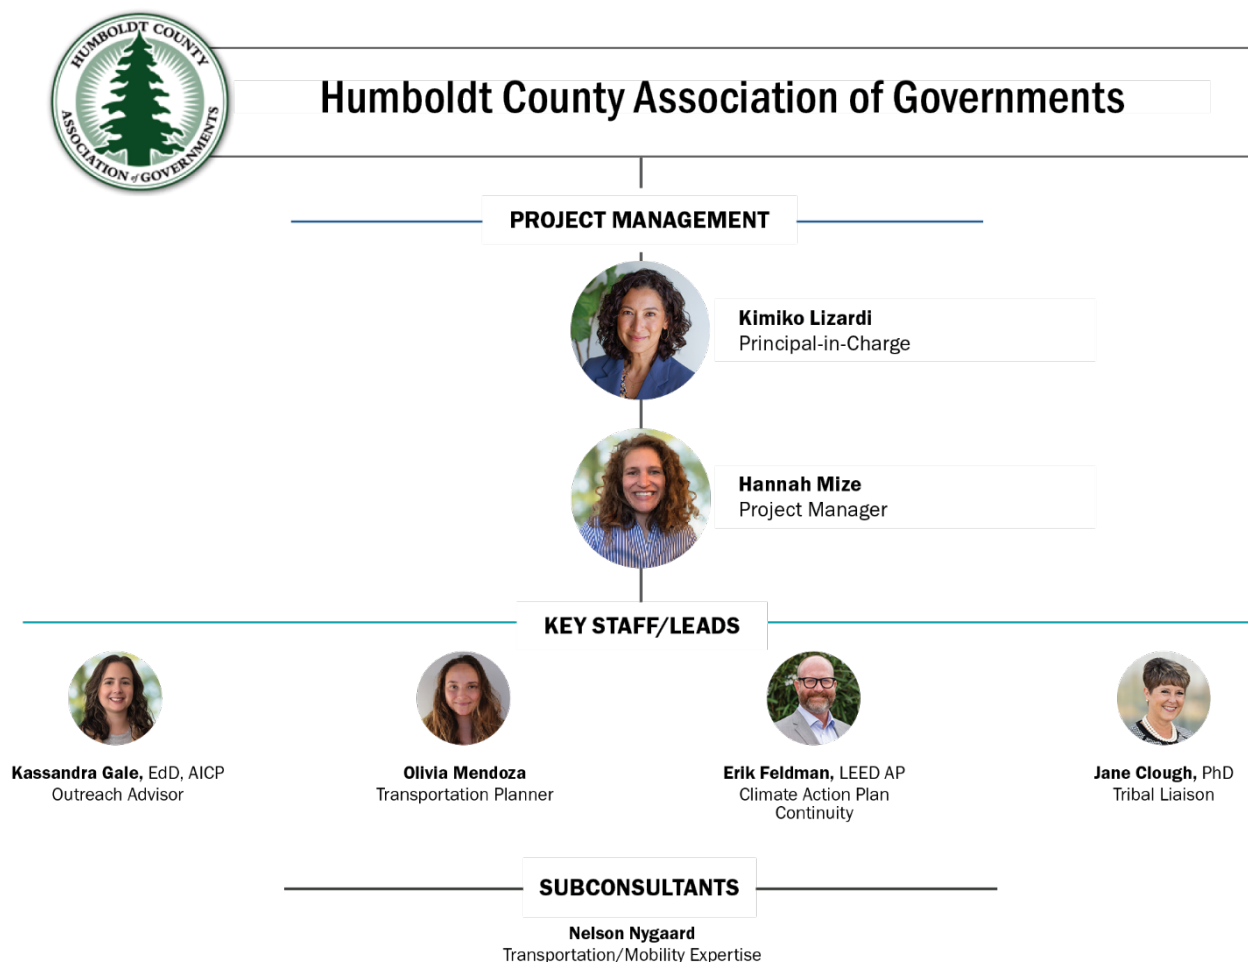 HUMBOLDT COUNTY
ASSOCIATION of GOVERNMENTS
Humboldt County Association of Governments
PROJECT MANAGEMENT
Kimiko Lizardi
Principal-in-Charge
Hannah Mize
Project Manager
KEY STAFF/LEADS
Kassandra Gale, EdD, AICP
Outreach Advisor
Olivia Mendoza
Transportation Planner
Erik Feldman, LEED AP
Climate Action Plan
Continuity
Jane Clough, PhD
Tribal Liaison
SUBCONSULTANTS
Nelson Nygaard
Transportation/Mobility Expertise